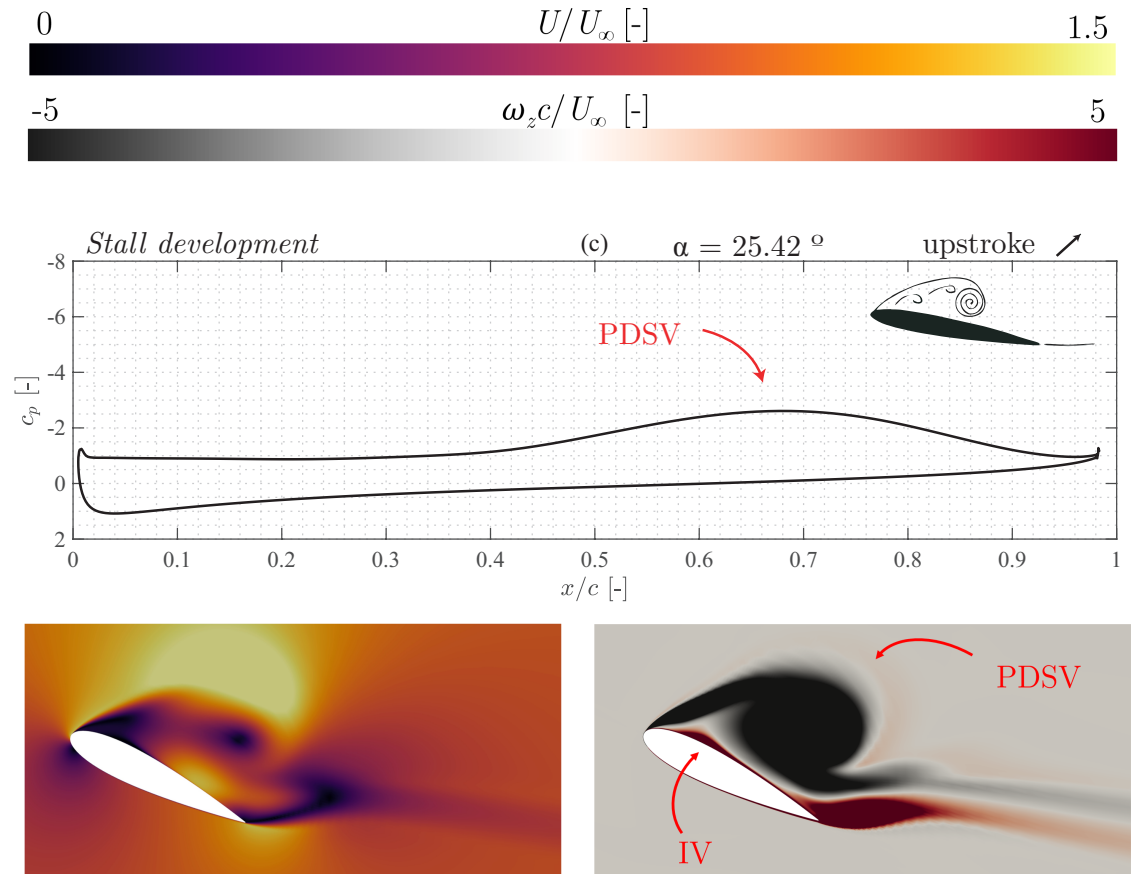 0 U/U∞ [-] 1.5
-5 ωzc/U∞ [-] 5
Stall development (c) α = 25.42 º upstroke
-8
-6
-4
-2
0
2
cp [-]
PDSV
0 0.1 0.2 0.3 0.4 0.5 0.6 0.7 0.8 0.9 1
x/c [-]
PDSV
IV